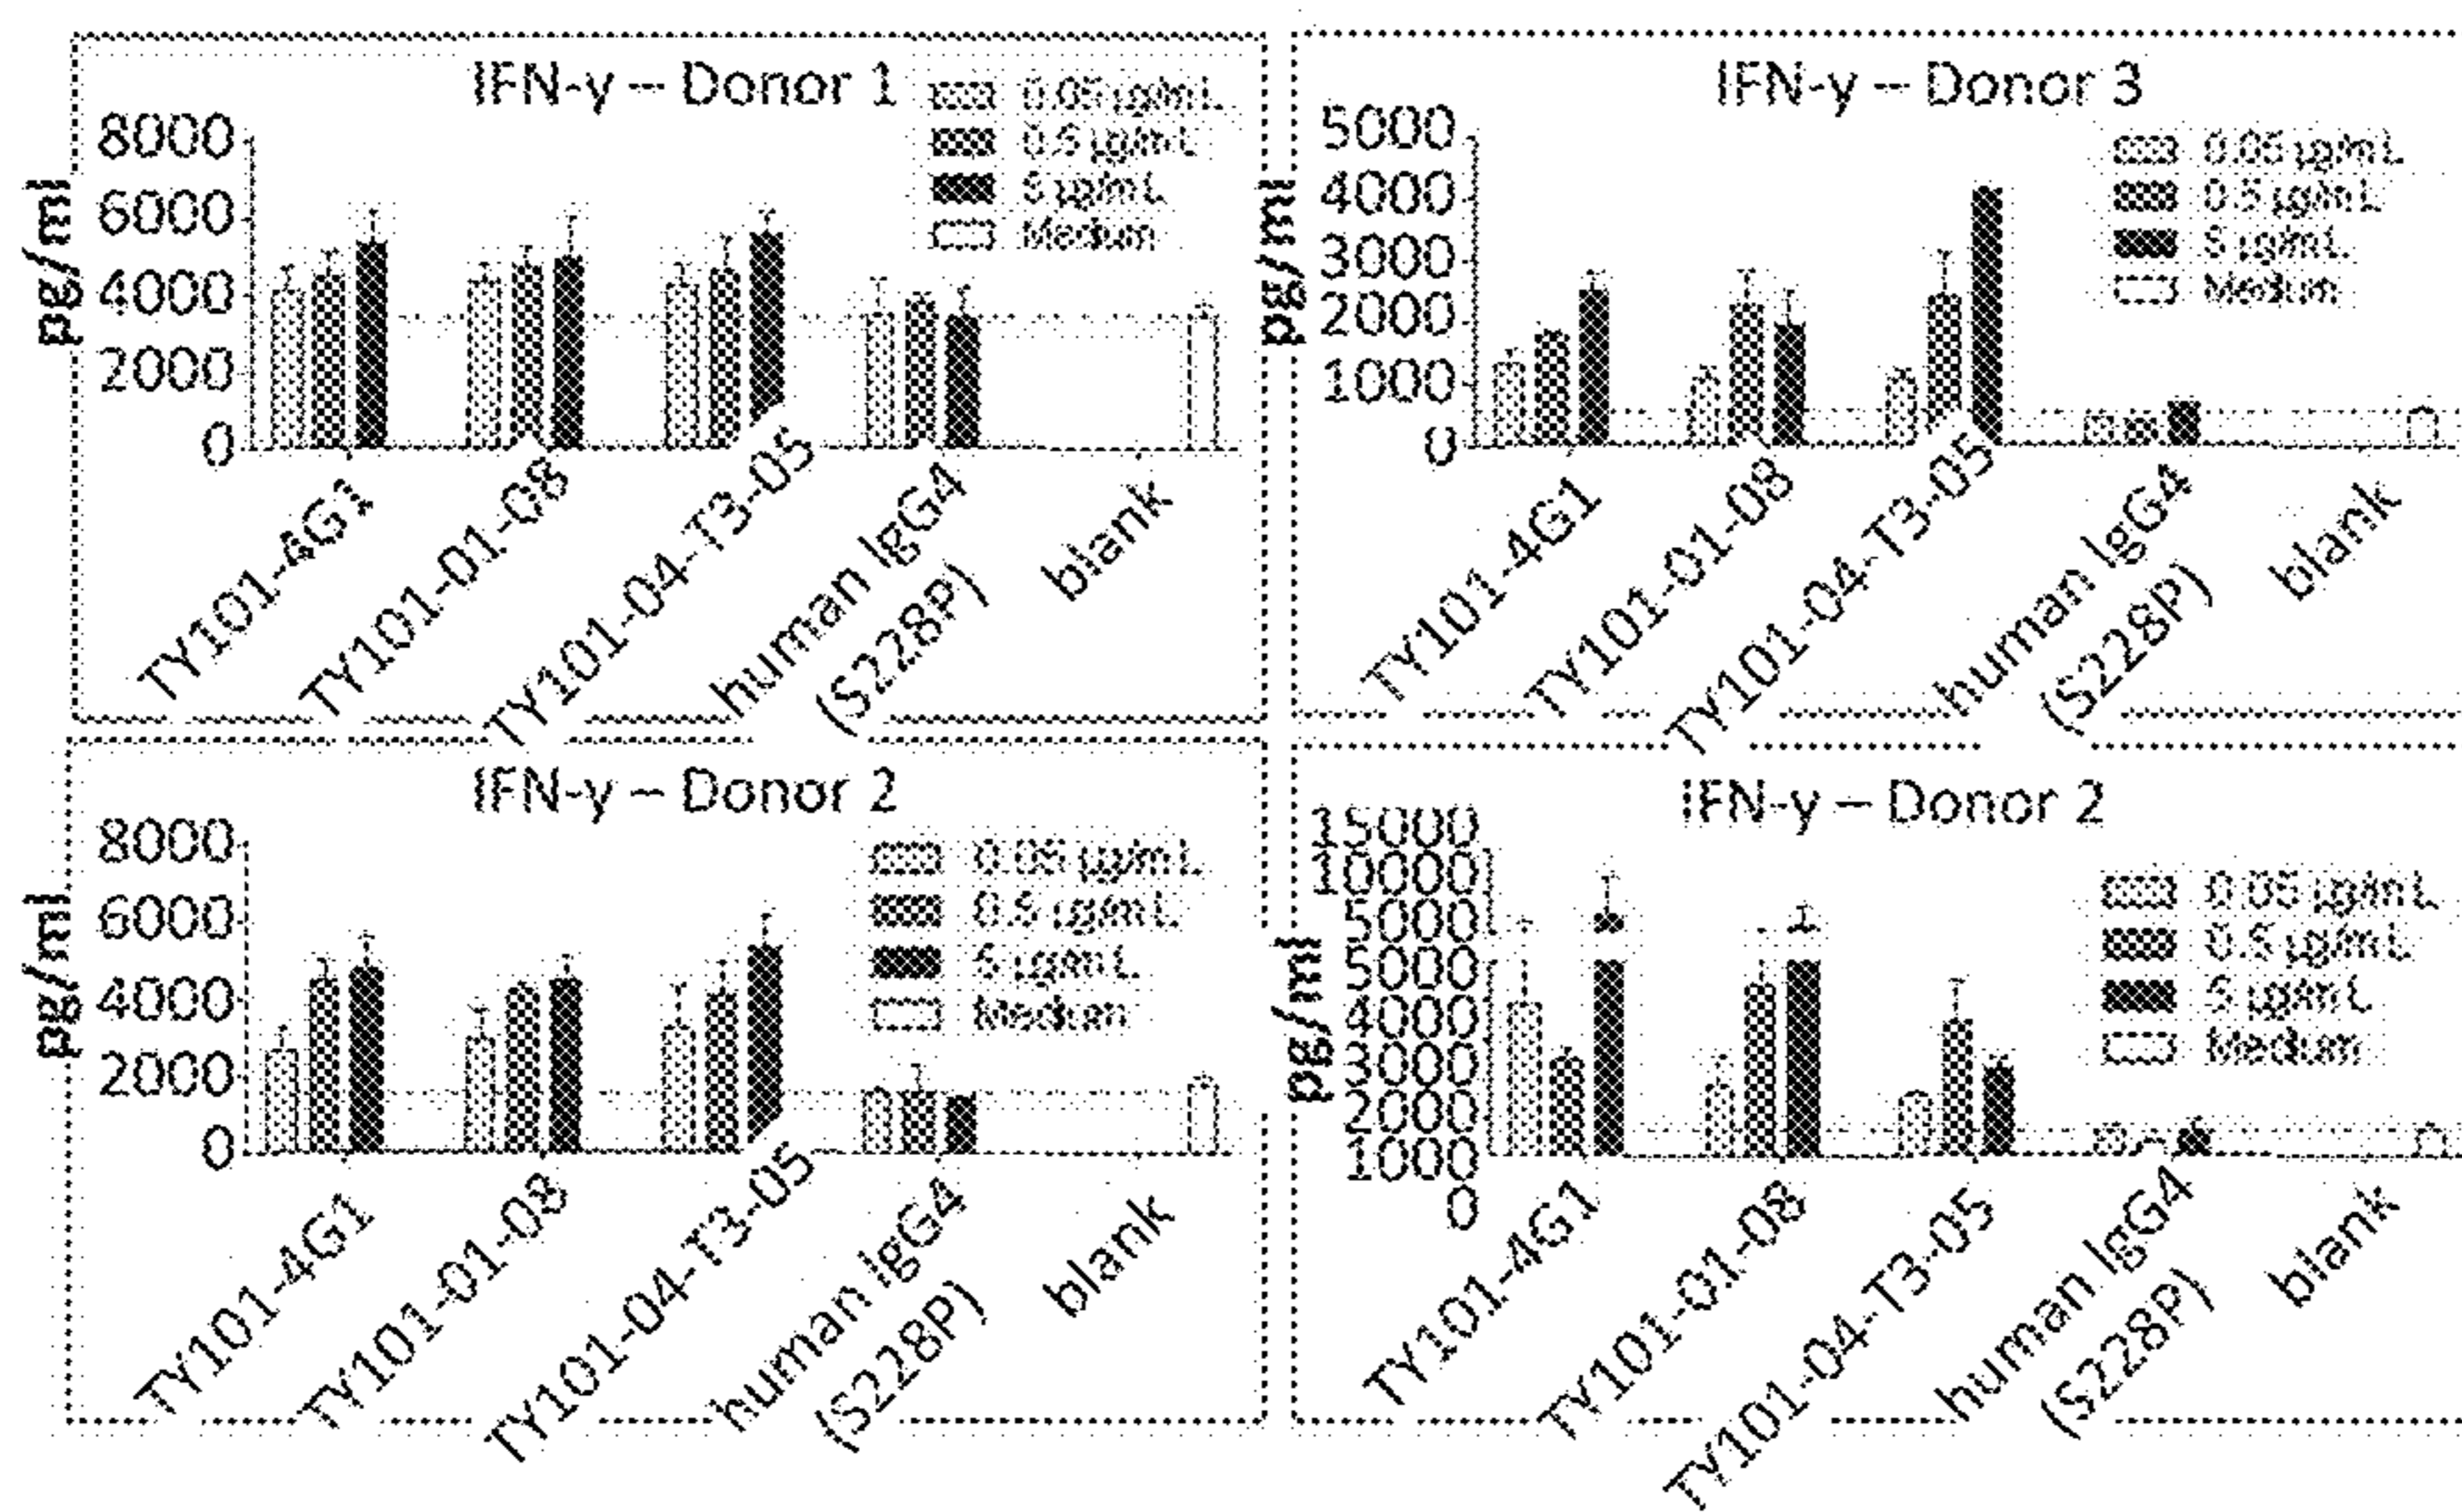 IFN-y – Donor 1
0.05 µg/mL
0.5 µg/mL
5 µg/mL
Medium
pg/ml
8000
6000
4000
2000
0
TY101-4G1
TY101-01-08
TY101-04-T3-05
human IgG4
(S228P)
blank
IFN-y – Donor 3
0.05 µg/mL
0.5 µg/mL
5 µg/mL
Medium
pg/ml
5000
4000
3000
2000
1000
0
TY101-4G1
TY101-01-08
TY101-04-T3-05
human IgG4
(S228P)
blank
IFN-y – Donor 2
0.05 µg/mL
0.5 µg/mL
5 µg/mL
Medium
pg/ml
8000
6000
4000
2000
0
TY101-4G1
TY101-01-08
TY101-04-T3-05
human IgG4
(S228P)
blank
IFN-y – Donor 2
0.05 µg/mL
0.5 µg/mL
5 µg/mL
Medium
pg/ml
15000
10000
5000
5000
4000
3000
2000
1000
0
TY101-4G1
TY101-01-08
TY101-04-T3-05
human IgG4
(S228P)
blank